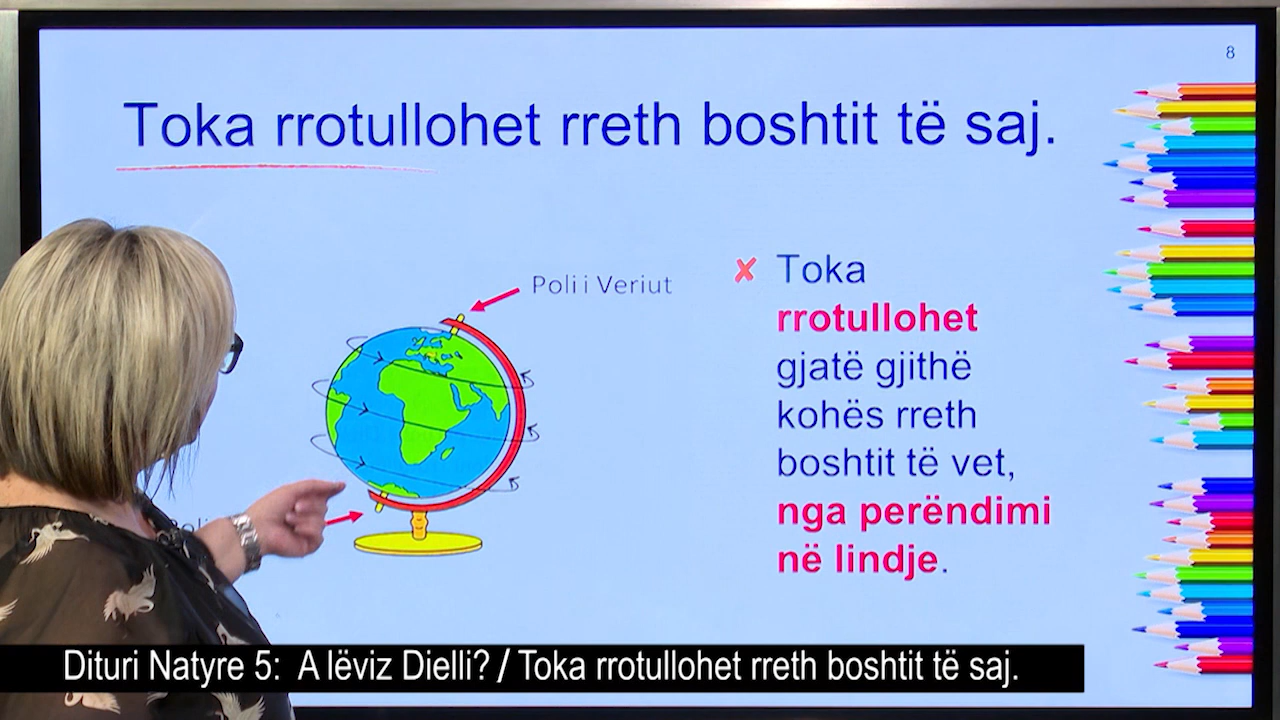 8
Toka rrotullohet rreth boshtit të saj.
Poli i Veriut
✘ Toka
rrotullohet
gjatë gjithë
kohës rreth
boshtit të vet,
nga perëndimi
në lindje.
Poli
Dituri Natyre 5: A lëviz Dielli? / Toka rrotullohet rreth boshtit të saj.